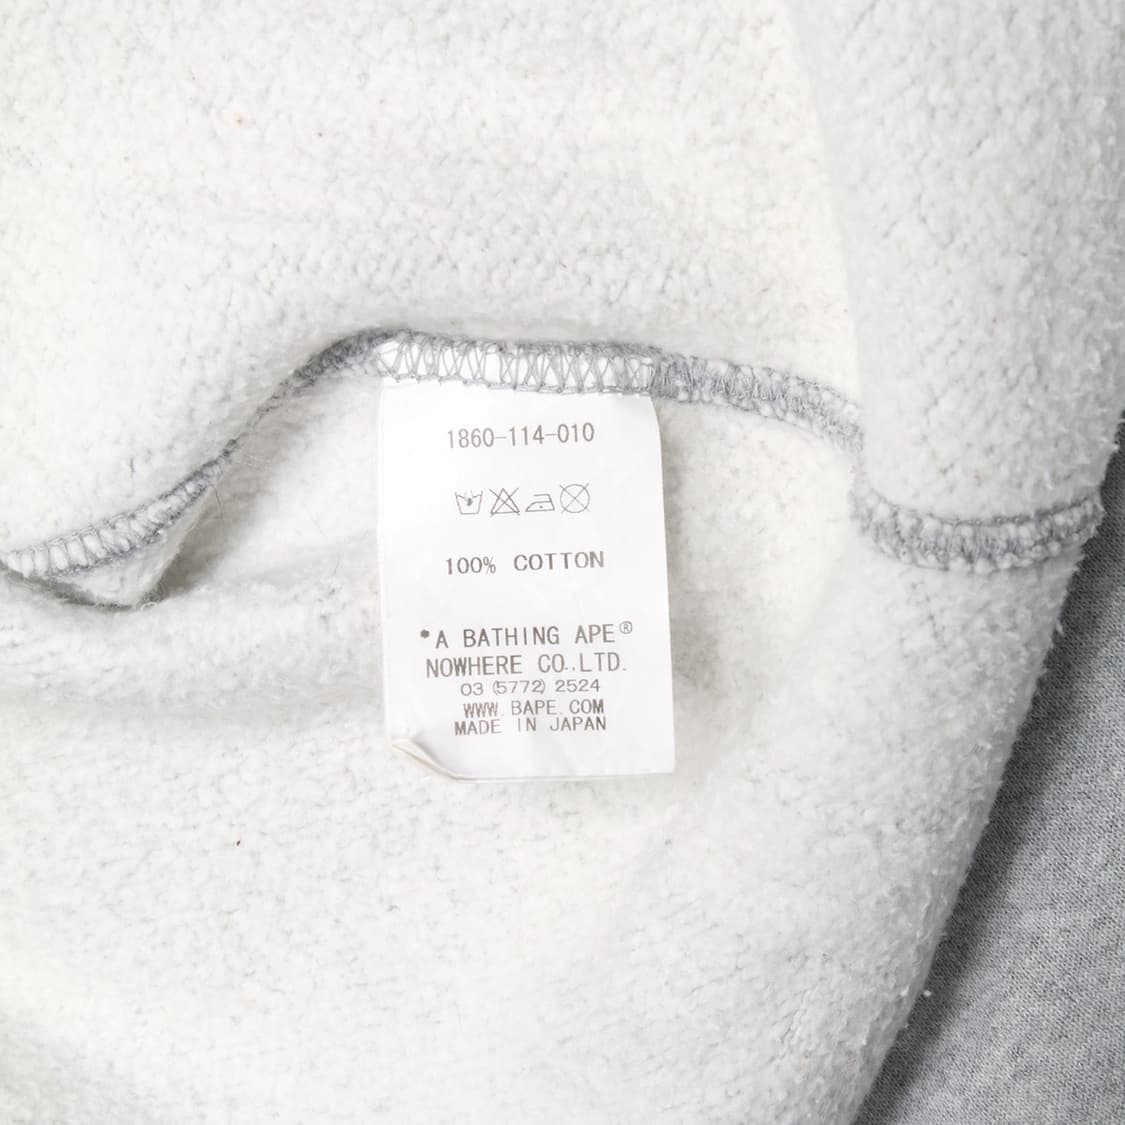 1860-114-010
100% COTTON
*A BATHING APE®
NOWHERE CO.,LTD.
03 (5772) 2524
WWW. BAPE. COM
MADE IN JAPAN